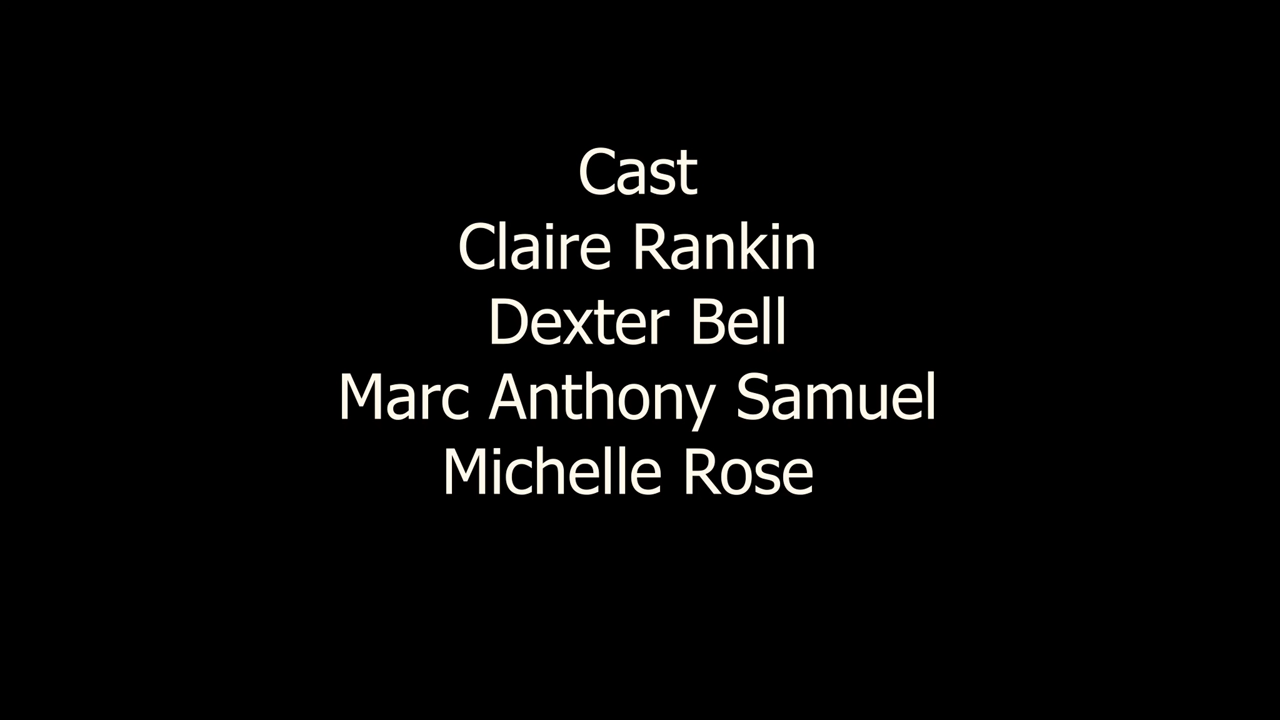 Cast
Claire Rankin
Dexter Bell
Marc Anthony Samuel
Michelle Rose